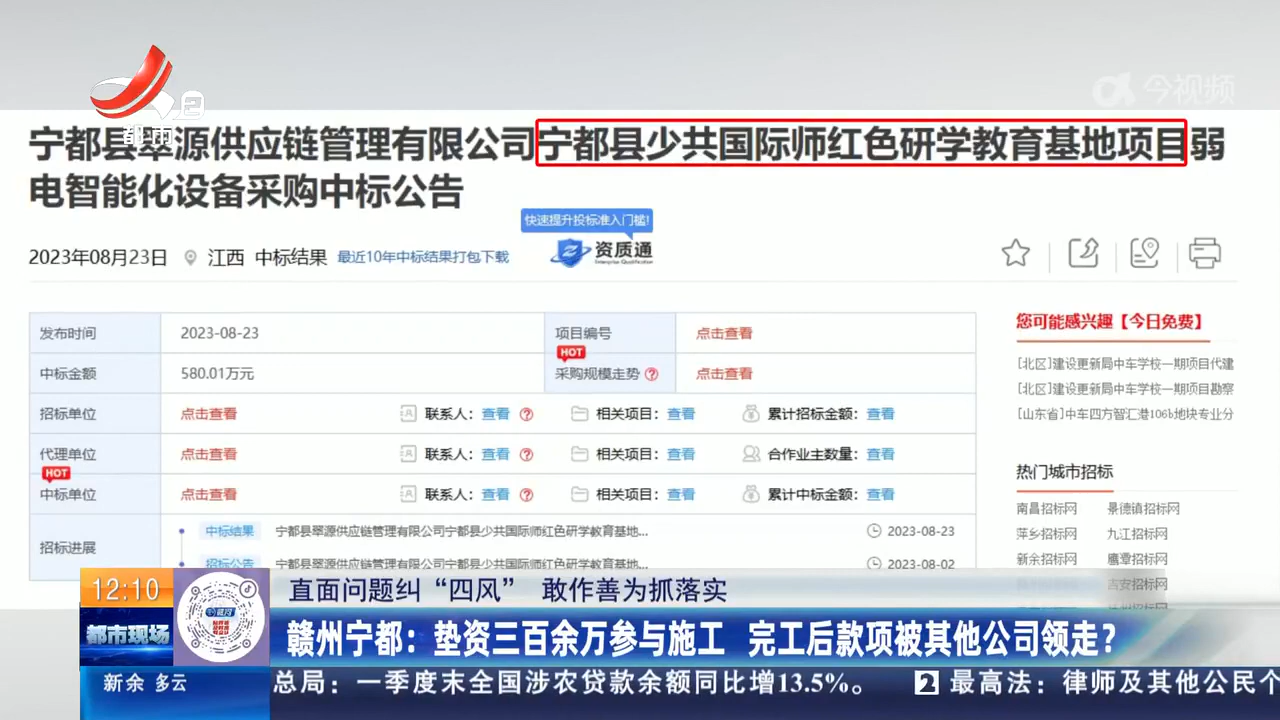 都市2
今视频
宁都县翠源供应链管理有限公司宁都县少共国际师红色研学教育基地项目弱
电智能化设备采购中标公告
快速提升投标准入门槛!
2023年08月23日 江西 中标结果 最近10年中标结果打包下载 资质通
Enterprise Qualification
发布时间 2023-08-23 项目编号 点击查看
HOT
中标金额 580.01万元 采购规模走势 ? 点击查看
招标单位 点击查看 联系人：查看 ? 相关项目：查看 累计招标金额：查看
代理单位 点击查看 联系人：查看 ? 相关项目：查看 合作业主数量：查看
HOT
中标单位 点击查看 联系人：查看 ? 相关项目：查看 累计中标金额：查看
招标进展
中标结果 宁都县翠源供应链管理有限公司宁都县少共国际师红色研学教育基地... 2023-08-23
招标公告 宁都县翠源供应链管理有限公司宁都县少共国际师红色研学教育基地... 2023-08-02
您可能感兴趣【今日免费】
[北区]建设更新局中车学校一期项目代建
[北区]建设更新局中车学校一期项目勘察
[山东省]中车四方智汇港106b地块专业分
热门城市招标
南昌招标网 景德镇招标网
萍乡招标网 九江招标网
新余招标网 鹰潭招标网
吉安招标网
12:10
都市现场
直面问题纠“四风” 敢作善为抓落实
赣州宁都：垫资三百余万参与施工 完工后款项被其他公司领走？
新余 多云
总局：一季度末全国涉农贷款余额同比增13.5%。 2 最高法：律师及其他公民个